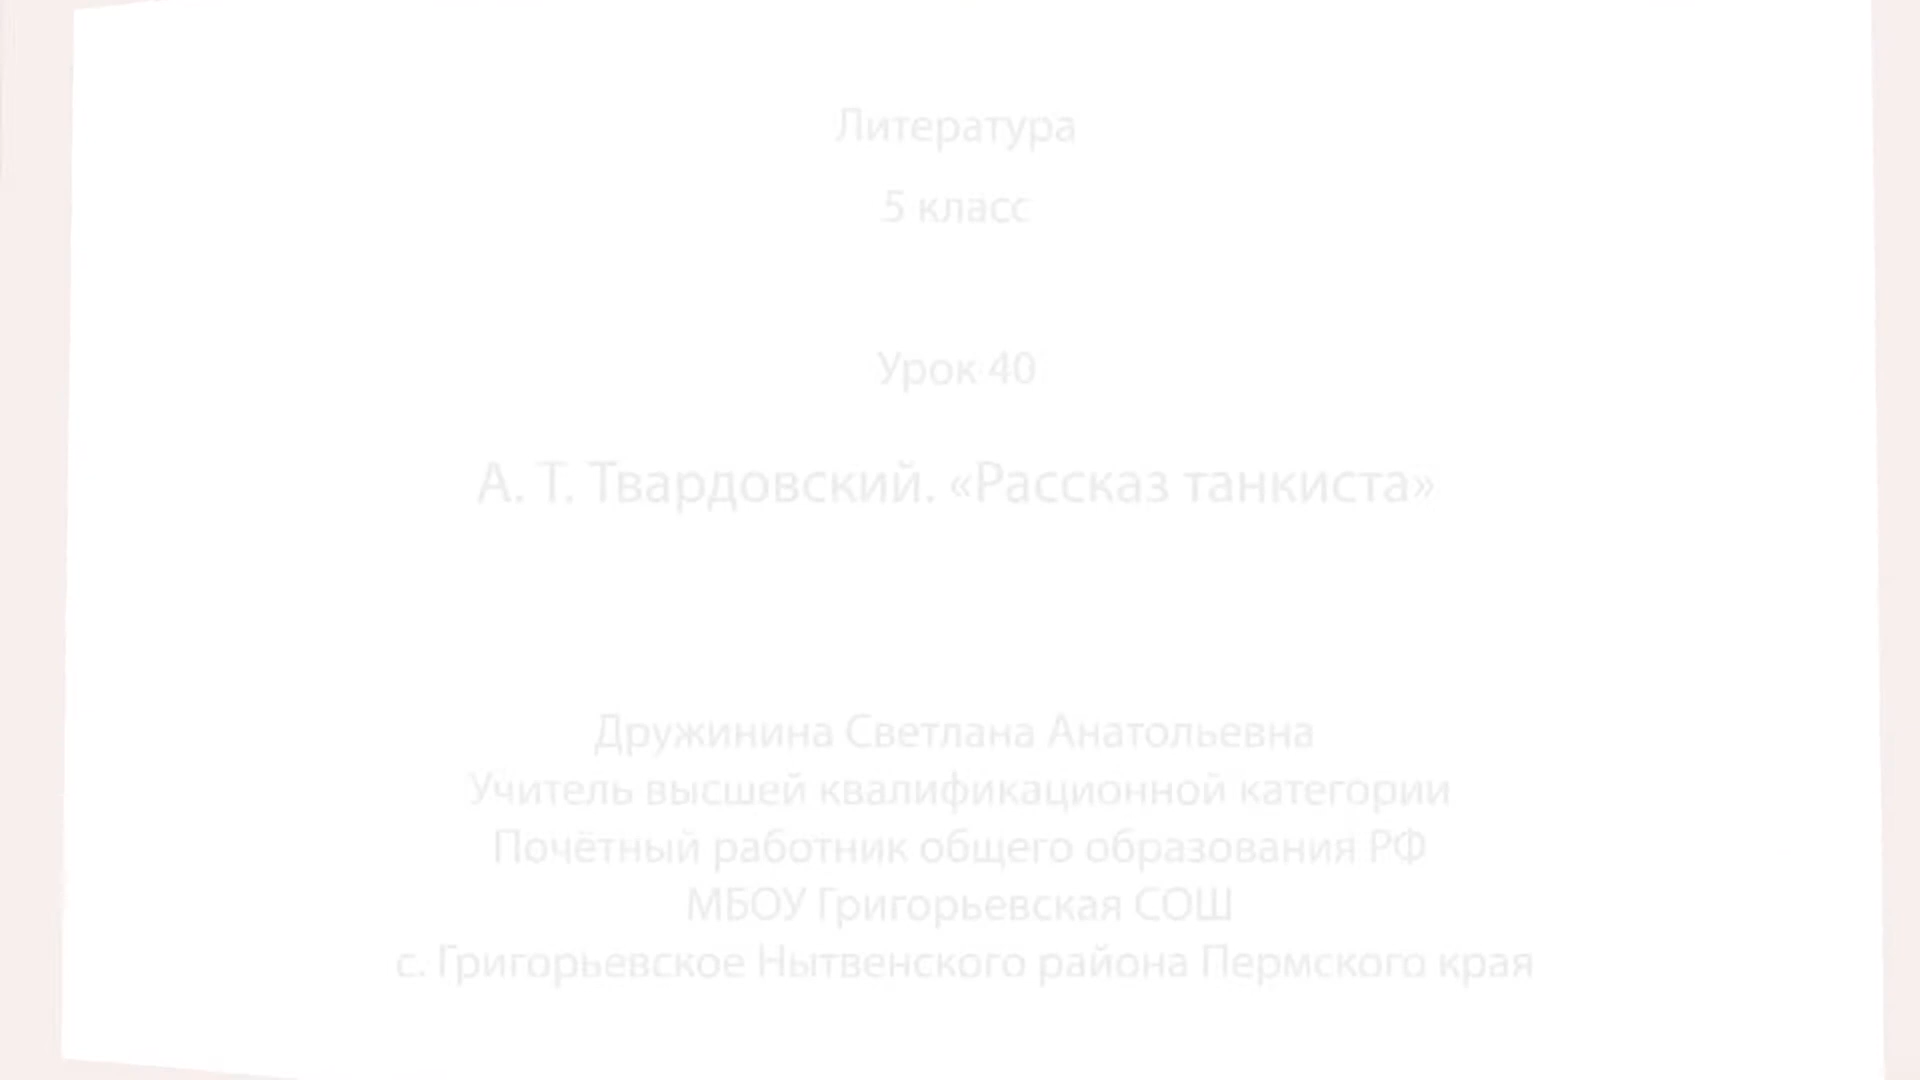 Литература
5 класс
Урок 40
А. Т. Твардовский. «Рассказ танкиста»
Дружинина Светлана Анатольевна
Учитель высшей квалификационной категории
Почётный работник общего образования РФ
МБОУ Григорьевская СОШ
с. Григорьевское Нытвенского района Пермского края